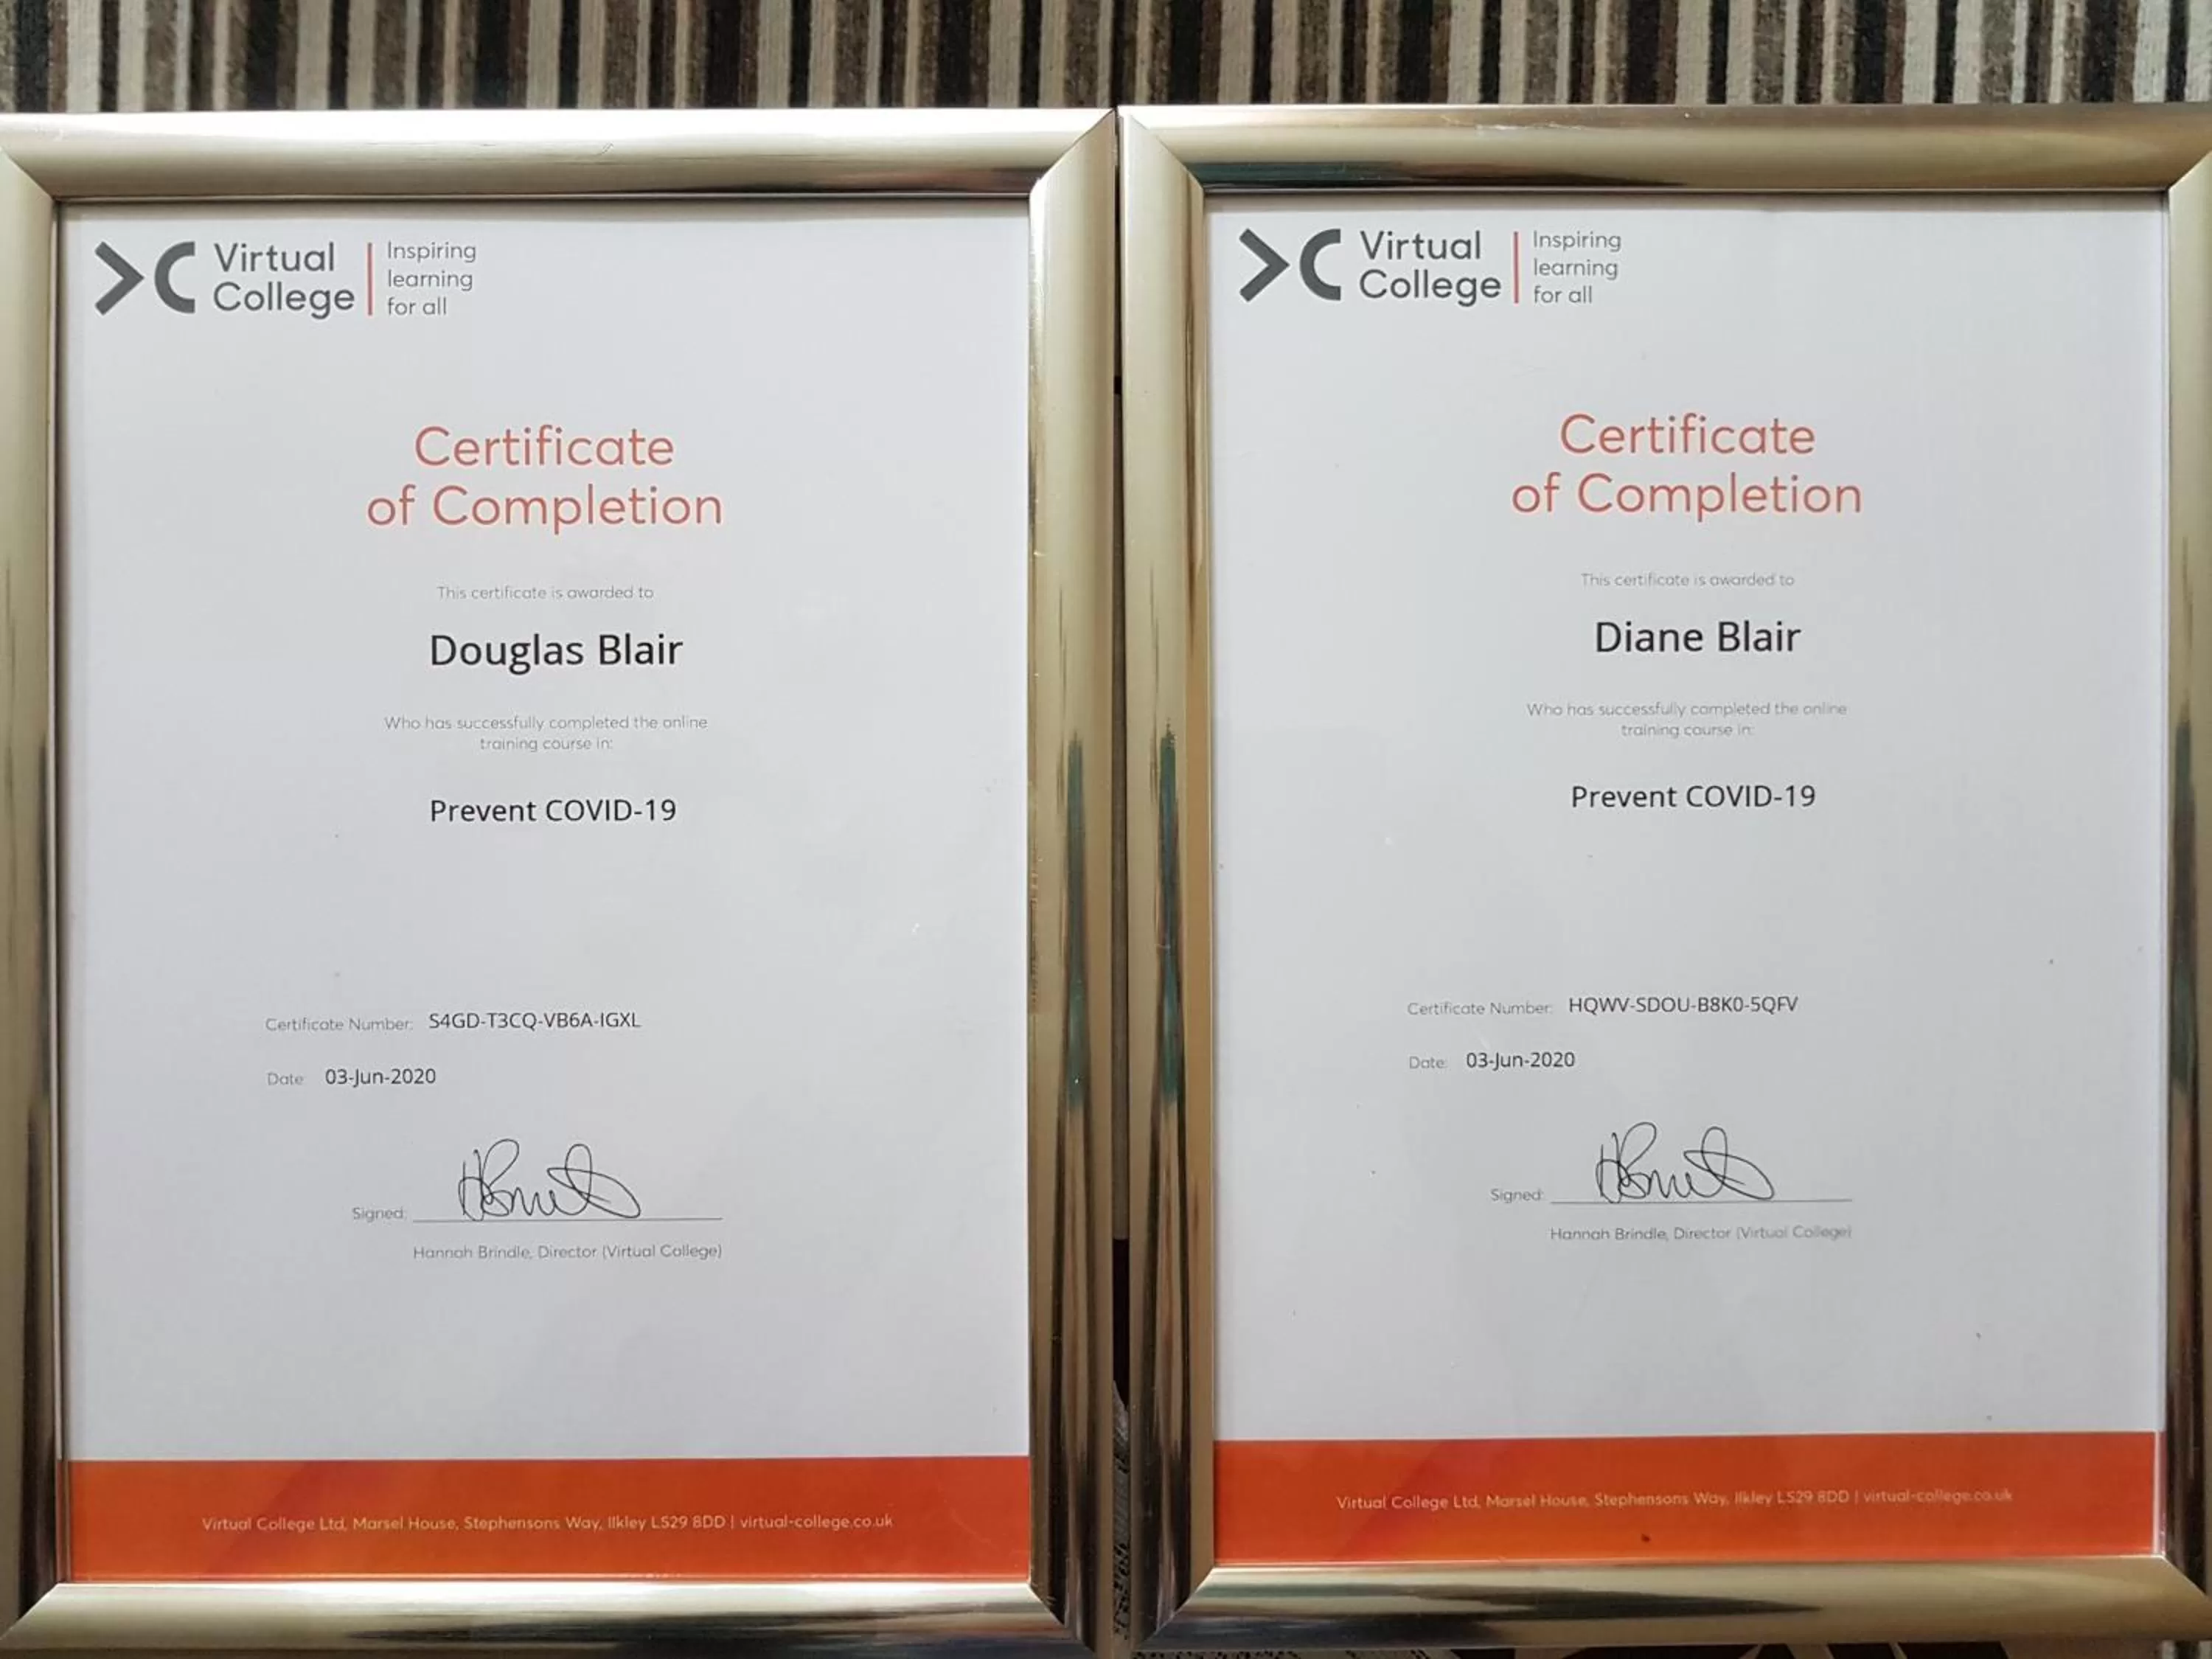 Virtual
College
Inspiring
learning
for all
Certificate
of Completion
This certificate is awarded to
Douglas Blair
Who has successfully completed the online
training course in:
Prevent COVID-19
Certificate Number: S4GD-T3CQ-VB6A-IGXL
Date: 03-Jun-2020
Signed:
Hannah Brindle, Director (Virtual College)
Virtual College Ltd, Marsel House, Stephensons Way, Ilkley LS29 8DD | virtual-college.co.uk
Virtual
College
Inspiring
learning
for all
Certificate
of Completion
This certificate is awarded to
Diane Blair
Who has successfully completed the online
training course in:
Prevent COVID-19
Certificate Number: HQWV-SDOU-B8K0-5QFV
Date: 03-Jun-2020
Signed:
Hannah Brindle, Director (Virtual College)
Virtual College Ltd, Marsel House, Stephensons Way, Ilkley LS29 8DD | virtual-college.co.uk